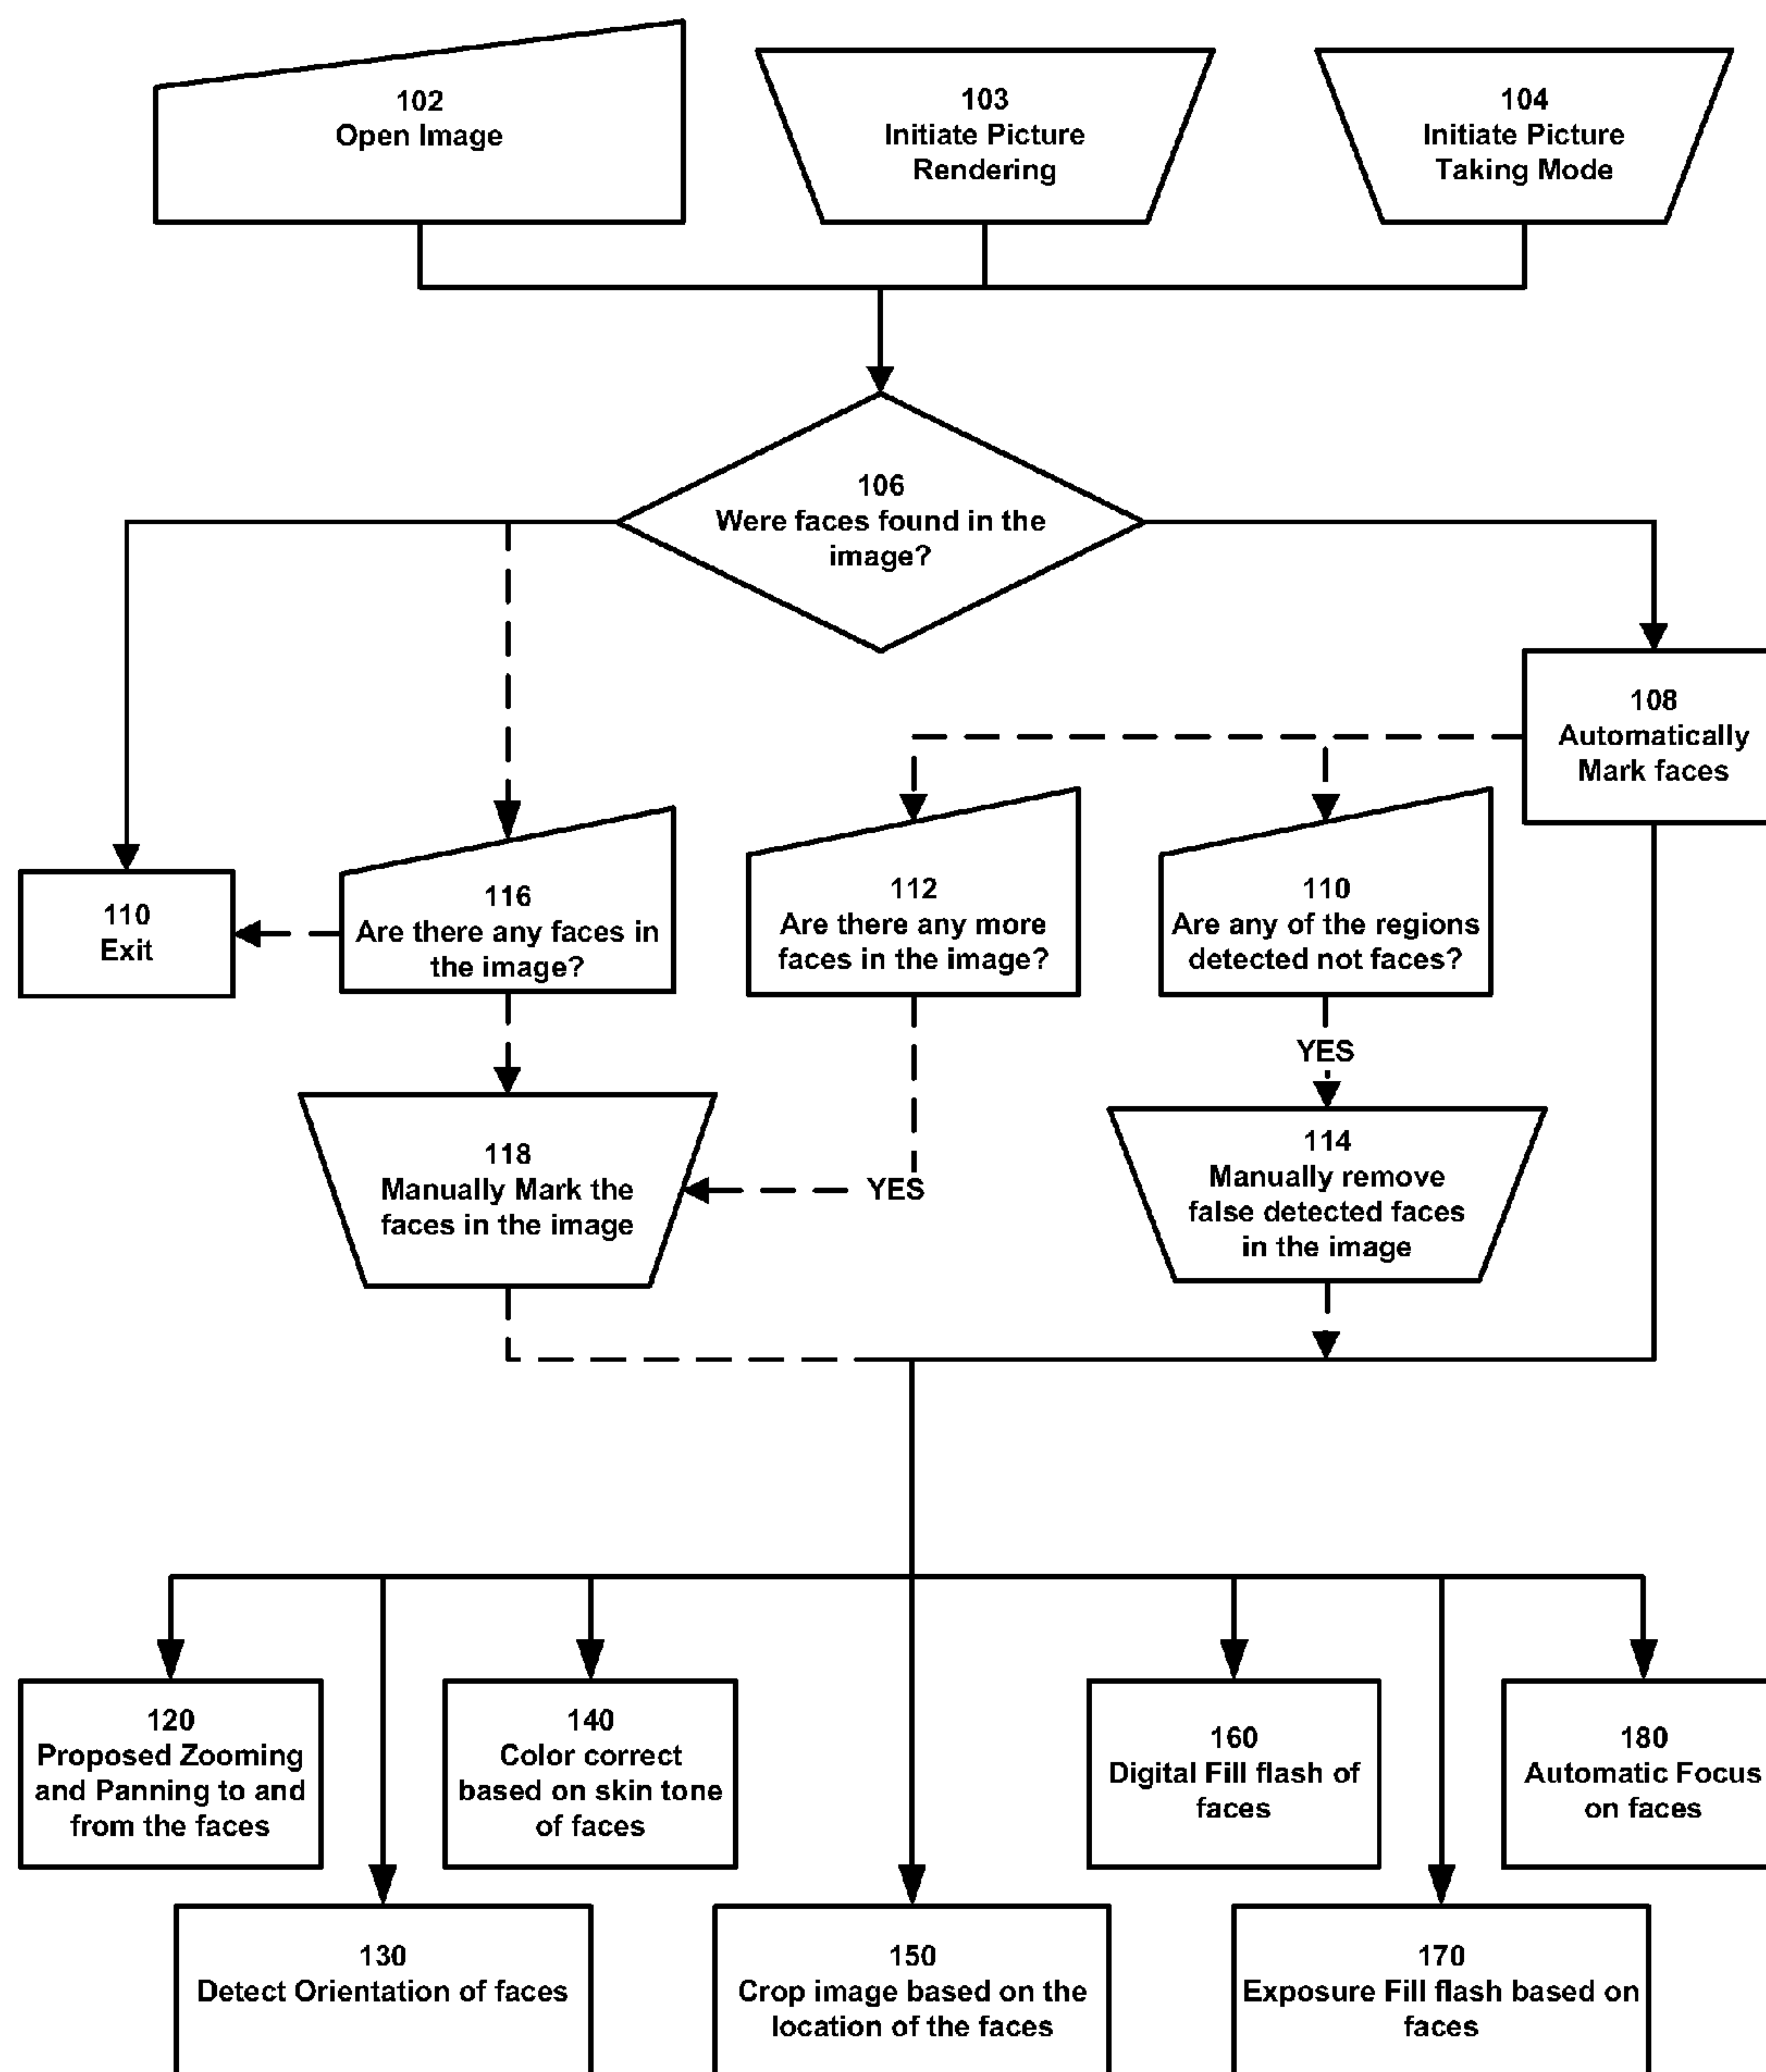 102
Open Image
103
Initiate Picture
Rendering
104
Initiate Picture
Taking Mode
106
Were faces found in the
image?
108
Automatically
Mark faces
110
Exit
116
Are there any faces in
the image?
112
Are there any more
faces in the image?
110
Are any of the regions
detected not faces?
YES
118
Manually Mark the
faces in the image
YES
114
Manually remove
false detected faces
in the image
120
Proposed Zooming
and Panning to and
from the faces
140
Color correct
based on skin tone
of faces
160
Digital Fill flash of
faces
180
Automatic Focus
on faces
130
Detect Orientation of faces
150
Crop image based on the
location of the faces
170
Exposure Fill flash based on
faces